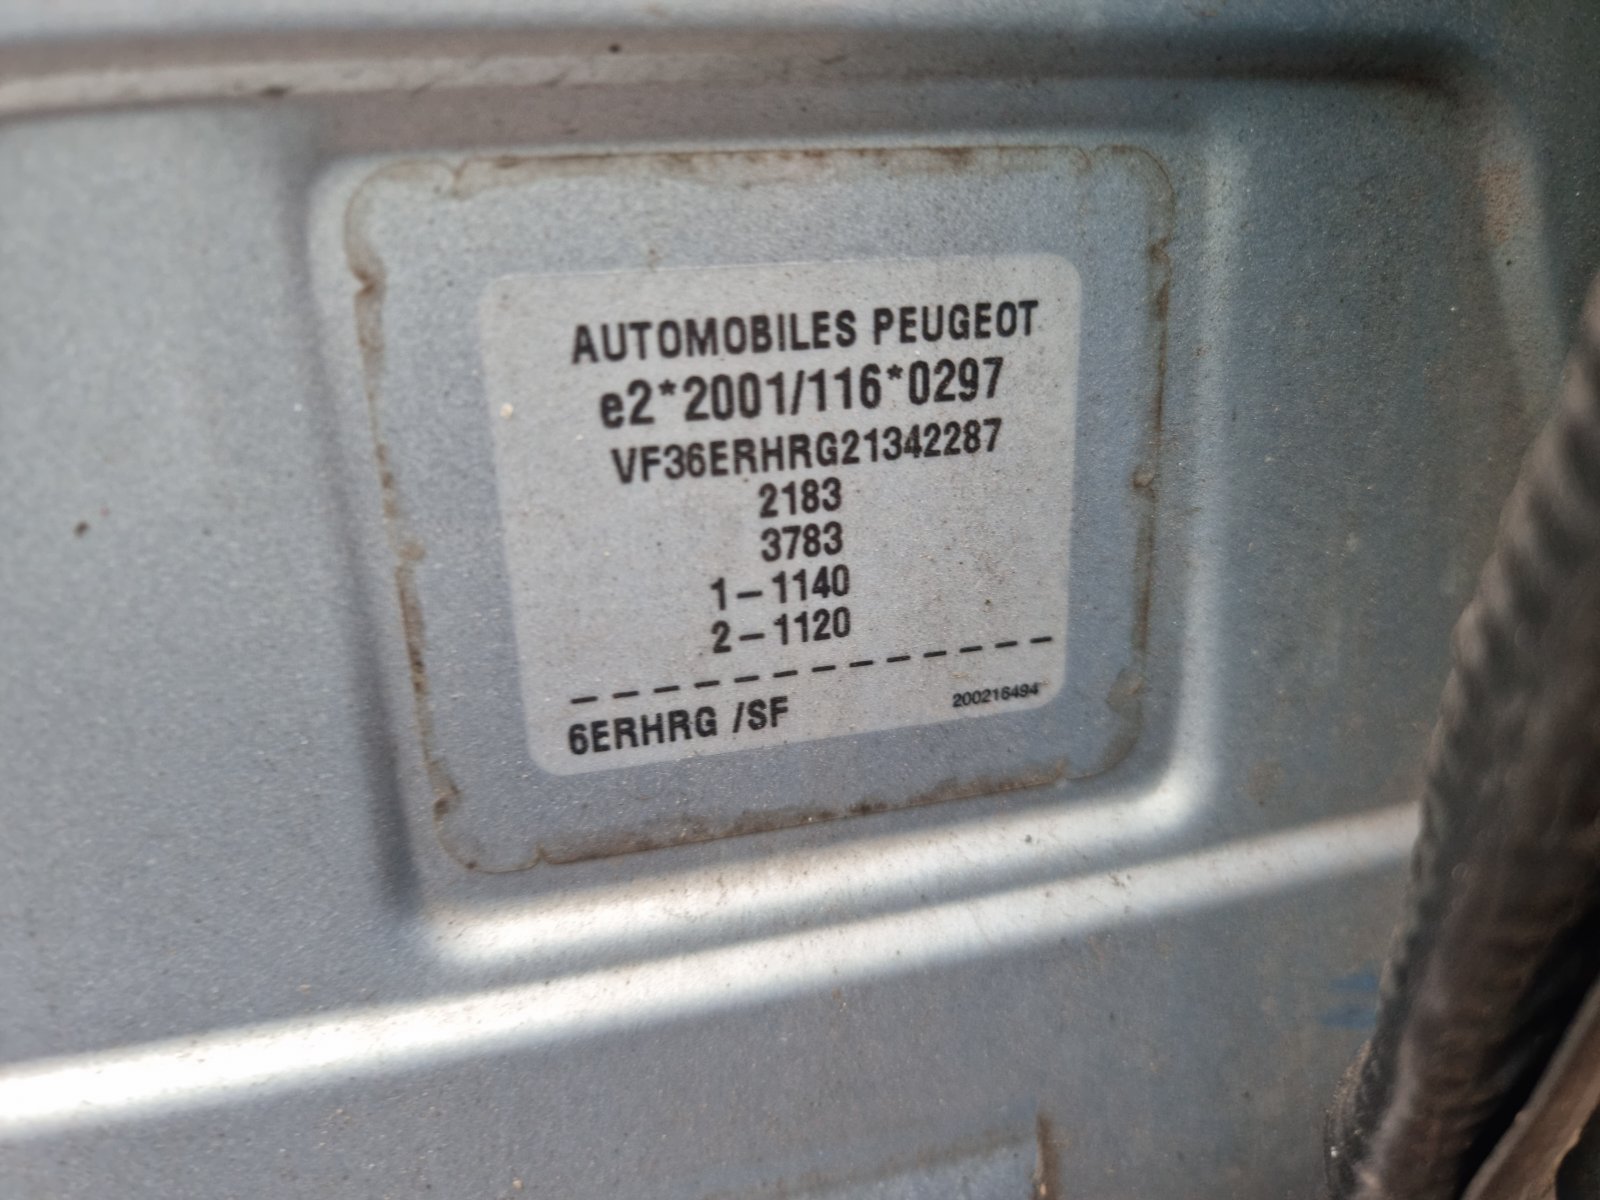 AUTOMOBILES PEUGEOT
e2*2001/116*0297
VF36ERHRG21342287
2183
3783
1–1140
2–1120
– – – – – – – – – – – – –
6ERHRG /SF
200216494